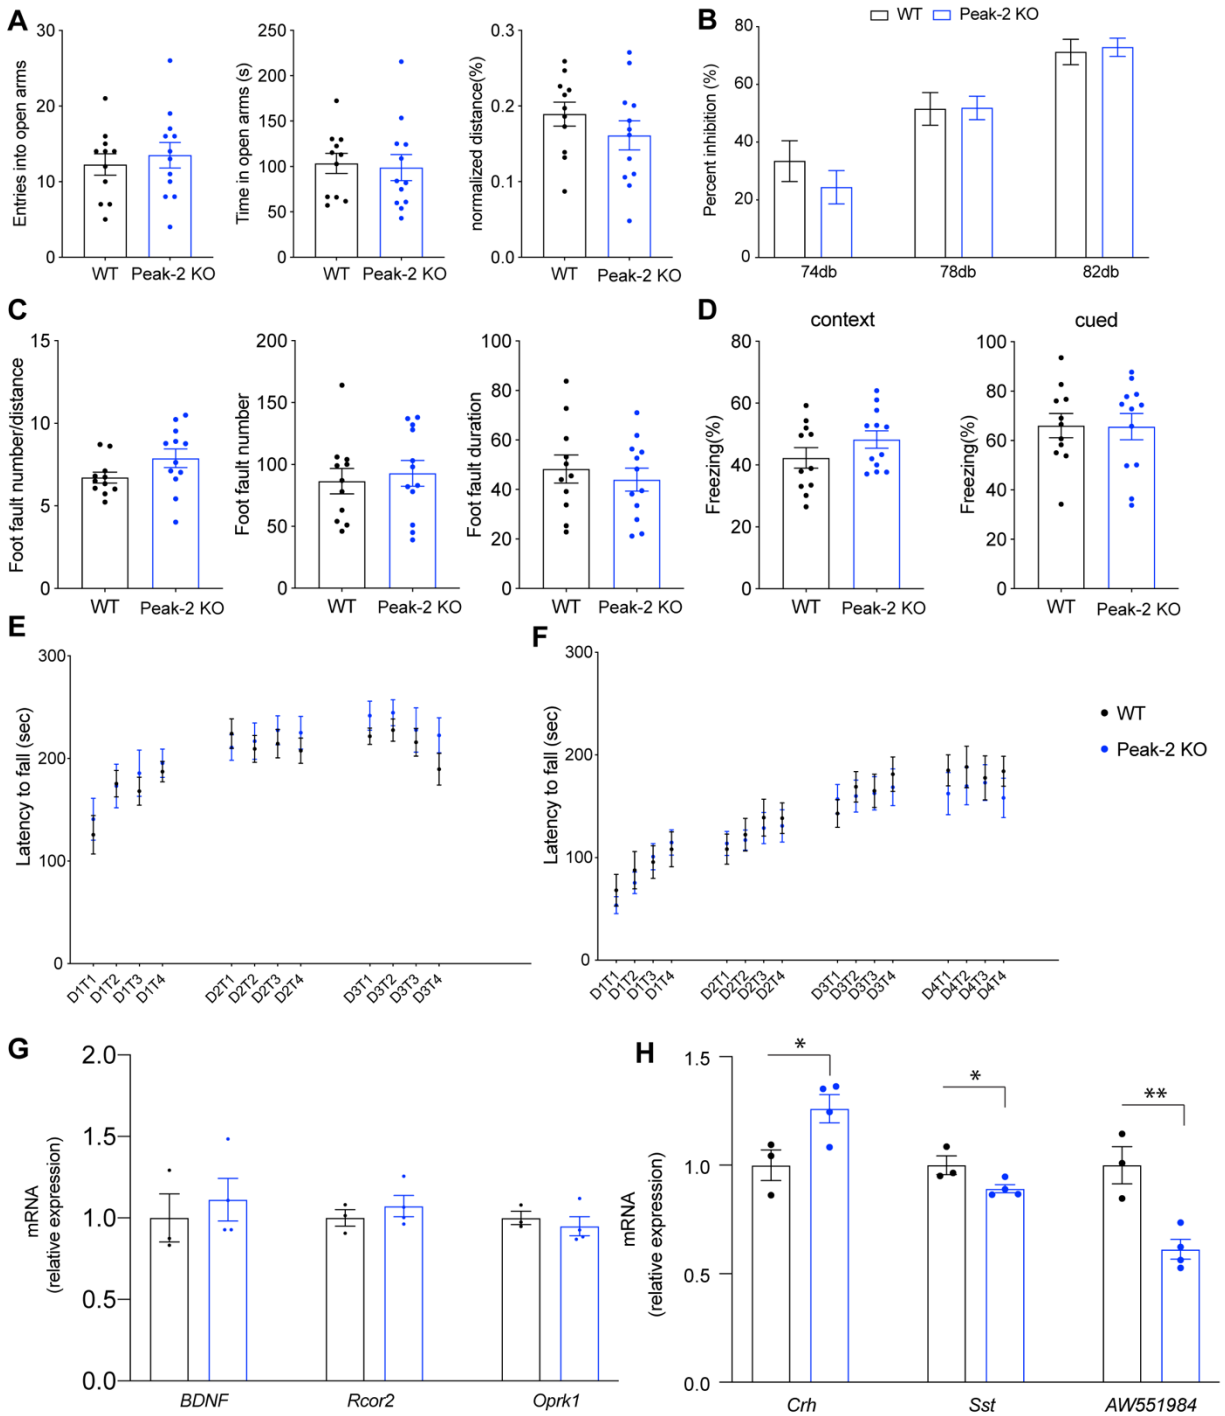 A
Entries into open arms
30
20
10
0
WT Peak-2 KO
Time in open arms (s)
250
200
150
100
50
0
WT Peak-2 KO
normalized distance(%)
0.3
0.2
0.1
0.0
WT Peak-2 KO
B
WT Peak-2 KO
Percent inhibition (%)
80
60
40
20
0
74db 78db 82db
C
Foot fault number/distance
15
10
5
0
WT Peak-2 KO
Foot fault number
200
150
100
50
0
WT Peak-2 KO
Foot fault duration
100
80
60
40
20
0
WT Peak-2 KO
D
context
Freezing(%)
80
60
40
20
0
WT Peak-2 KO
cued
Freezing(%)
100
80
60
40
20
0
WT Peak-2 KO
E
Latency to fall (sec)
300
200
100
0
D1T1 D1T2 D1T3 D1T4 D2T1 D2T2 D2T3 D2T4 D3T1 D3T2 D3T3 D3T4
F
Latency to fall (sec)
300
200
100
0
D1T1 D1T2 D1T3 D1T4 D2T1 D2T2 D2T3 D2T4 D3T1 D3T2 D3T3 D3T4 D4T1 D4T2 D4T3 D4T4
WT
Peak-2 KO
G
mRNA
(relative expression)
2.0
1.5
1.0
0.5
0.0
BDNF Rcor2 Oprk1
H
mRNA
(relative expression)
1.5
1.0
0.5
0.0
* * **
Crh Sst AW551984